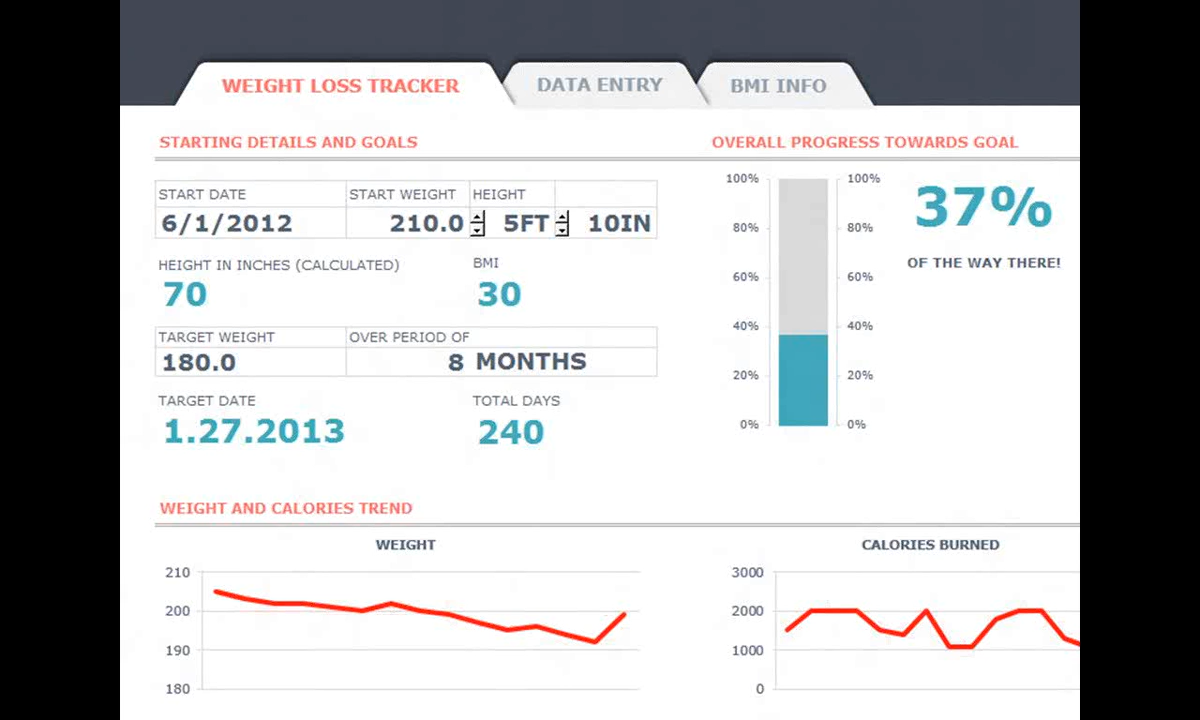 WEIGHT LOSS TRACKER DATA ENTRY BMI INFO
STARTING DETAILS AND GOALS
START DATE START WEIGHT HEIGHT
6/1/2012 210.0 5FT 10IN
HEIGHT IN INCHES (CALCULATED) BMI
70 30
TARGET WEIGHT OVER PERIOD OF
180.0 8 MONTHS
TARGET DATE TOTAL DAYS
1.27.2013 240
OVERALL PROGRESS TOWARDS GOAL
100% 100%
80% 80%
60% 60%
40% 40%
20% 20%
0% 0%
37%
OF THE WAY THERE!
WEIGHT AND CALORIES TREND
WEIGHT
210
200
190
180
CALORIES BURNED
3000
2000
1000
0